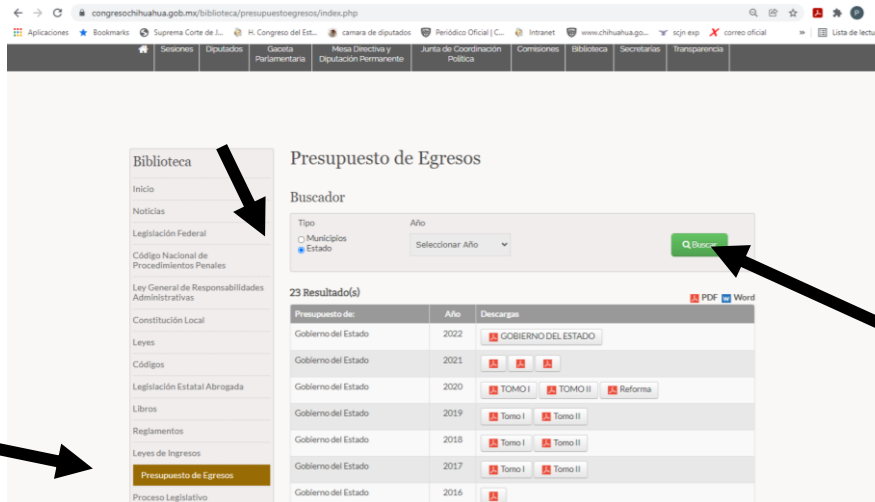 congresochihuahua.gob.mx/biblioteca/presupuestoegresos/index.php
Aplicaciones Bookmarks Suprema Corte de J... H. Congreso del Est... camara de diputados Periódico Oficial | C... Intranet www.chihuahua.go... scjn exp correo oficial » Lista de lectu
Sesiones Diputados Gaceta Parlamentaria Mesa Directiva y Diputación Permanente Junta de Coordinación Política Comisiones Biblioteca Secretarías Transparencia
Biblioteca
Inicio
Noticias
Legislación Federal
Código Nacional de
Procedimientos Penales
Ley General de Responsabilidades
Administrativas
Constitución Local
Leyes
Códigos
Legislación Estatal Abrogada
Libros
Reglamentos
Leyes de Ingresos
Presupuesto de Egresos
Proceso Legislativo
Presupuesto de Egresos
Buscador
Tipo Año
Municipios
Estado
Seleccionar Año
Buscar
23 Resultado(s)
PDF Word
Presupuesto de: Año Descargas
Gobierno del Estado 2022 GOBIERNO DEL ESTADO
Gobierno del Estado 2021
Gobierno del Estado 2020 TOMO I TOMO II Reforma
Gobierno del Estado 2019 Tomo I Tomo II
Gobierno del Estado 2018 Tomo I Tomo II
Gobierno del Estado 2017 Tomo I Tomo II
Gobierno del Estado 2016